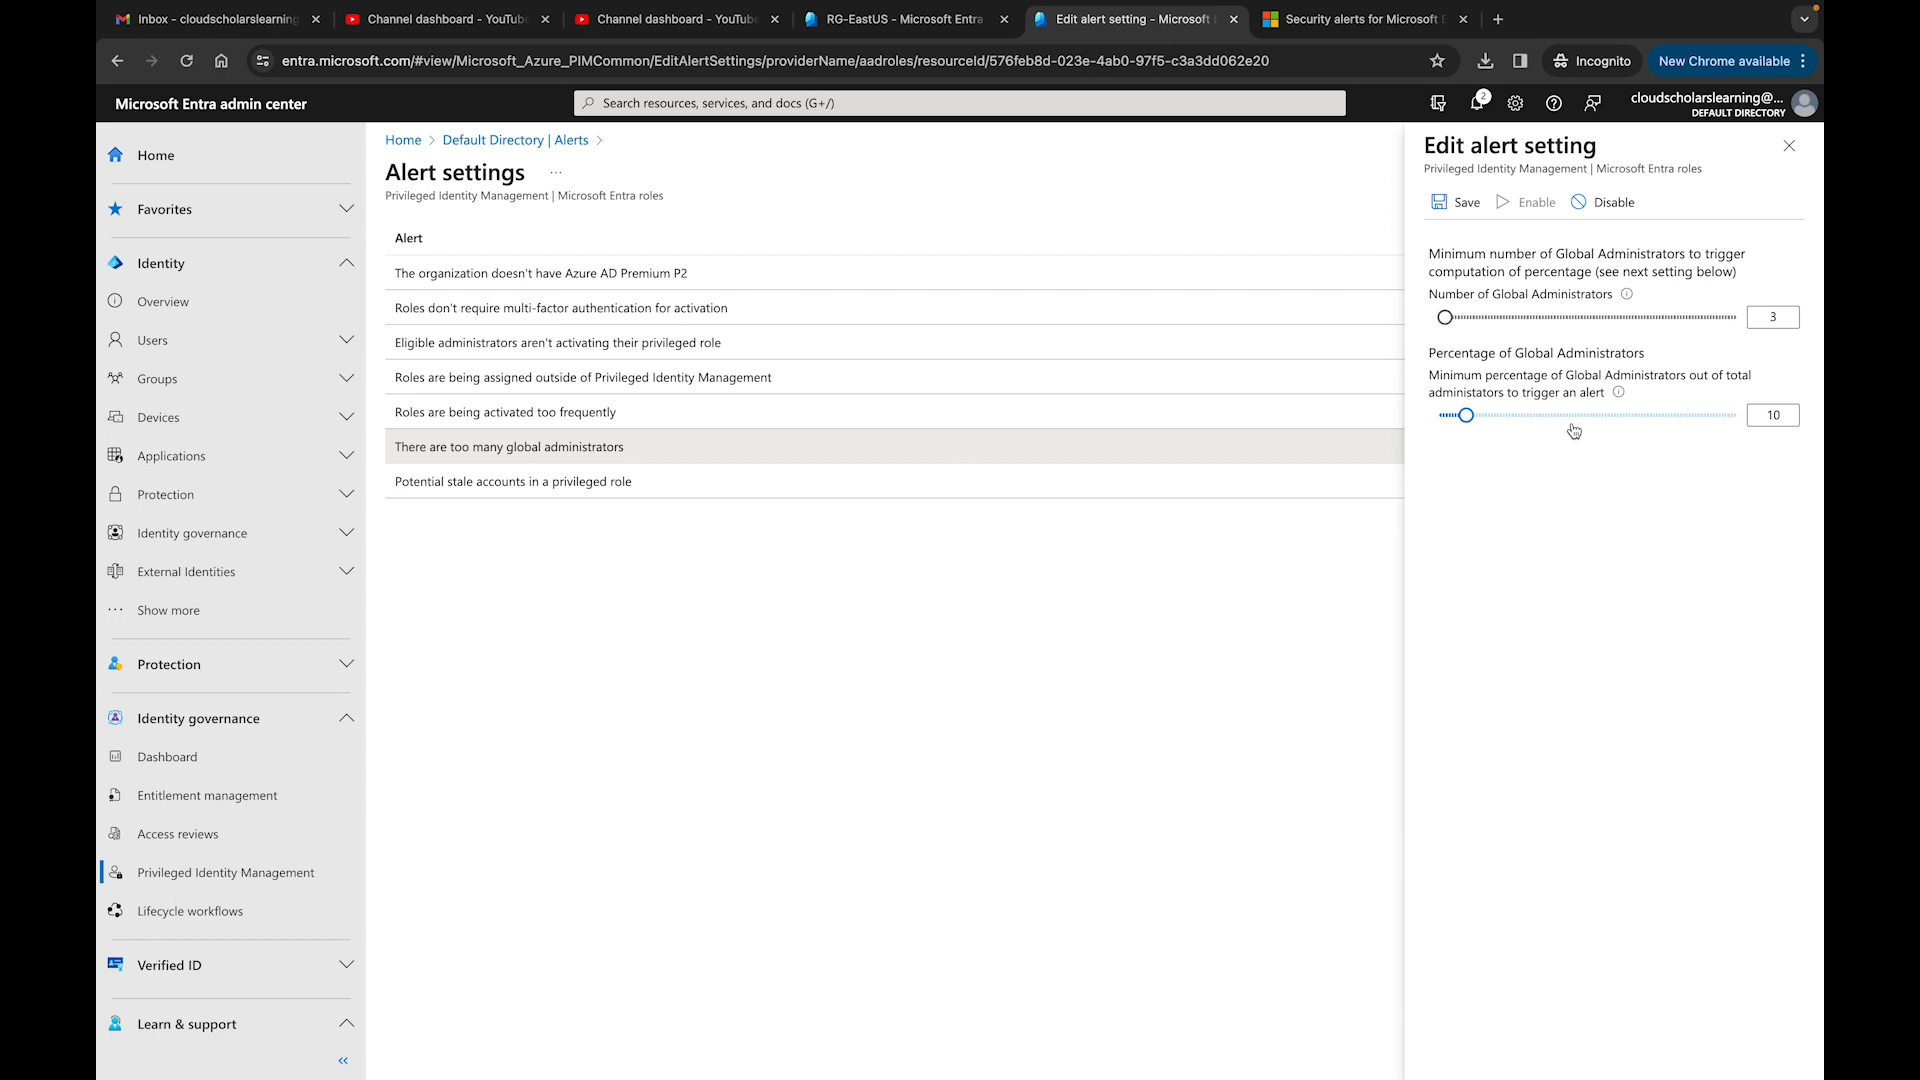 Inbox - cloudscholarslearning
Channel dashboard - YouTube
Channel dashboard - YouTube
RG-EastUS - Microsoft Entra
Edit alert setting - Microsoft
Security alerts for Microsoft E
entra.microsoft.com/#view/Microsoft_Azure_PIMCommon/EditAlertSettings/providerName/aadroles/resourceId/576feb8d-023e-4ab0-97f5-c3a3dd062e20
Incognito
New Chrome available
Microsoft Entra admin center
Search resources, services, and docs (G+/)
2
cloudscholarslearning@...
DEFAULT DIRECTORY
Home
Favorites
Identity
Overview
Users
Groups
Devices
Applications
Protection
Identity governance
External Identities
Show more
Protection
Identity governance
Dashboard
Entitlement management
Access reviews
Privileged Identity Management
Lifecycle workflows
Verified ID
Learn & support
Home > Default Directory | Alerts >
Alert settings ...
Privileged Identity Management | Microsoft Entra roles
Alert
The organization doesn't have Azure AD Premium P2
Roles don't require multi-factor authentication for activation
Eligible administrators aren't activating their privileged role
Roles are being assigned outside of Privileged Identity Management
Roles are being activated too frequently
There are too many global administrators
Potential stale accounts in a privileged role
Edit alert setting
Privileged Identity Management | Microsoft Entra roles
Save Enable Disable
Minimum number of Global Administrators to trigger
computation of percentage (see next setting below)
Number of Global Administrators
3
Percentage of Global Administrators
Minimum percentage of Global Administrators out of total
administators to trigger an alert
10